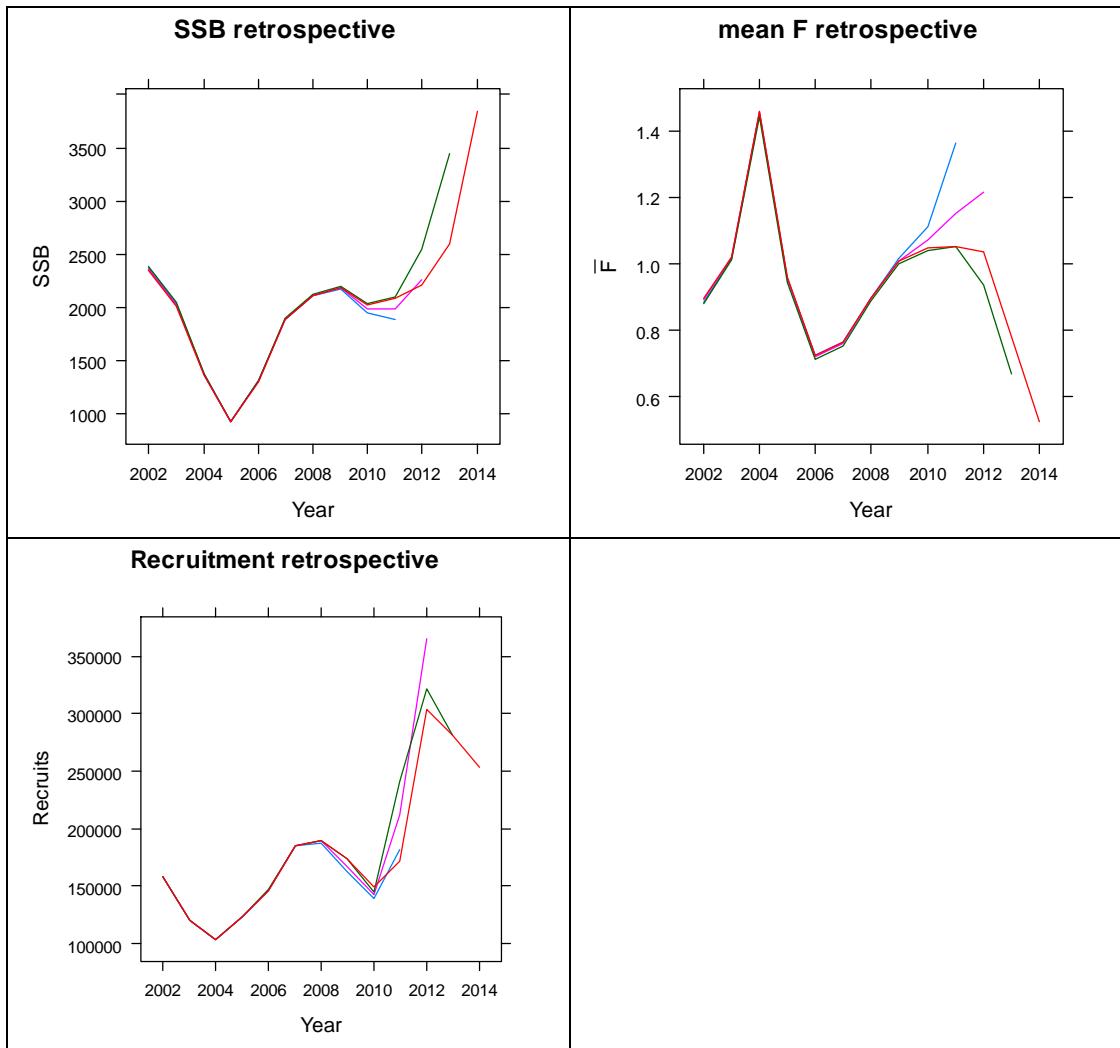 SSB retrospective
SSB
3500
3000
2500
2000
1500
1000
2002 2004 2006 2008 2010 2012 2014
Year
mean F retrospective
F̅
1.4
1.2
1.0
0.8
0.6
2002 2004 2006 2008 2010 2012 2014
Year
Recruitment retrospective
Recruits
350000
300000
250000
200000
150000
100000
2002 2004 2006 2008 2010 2012 2014
Year